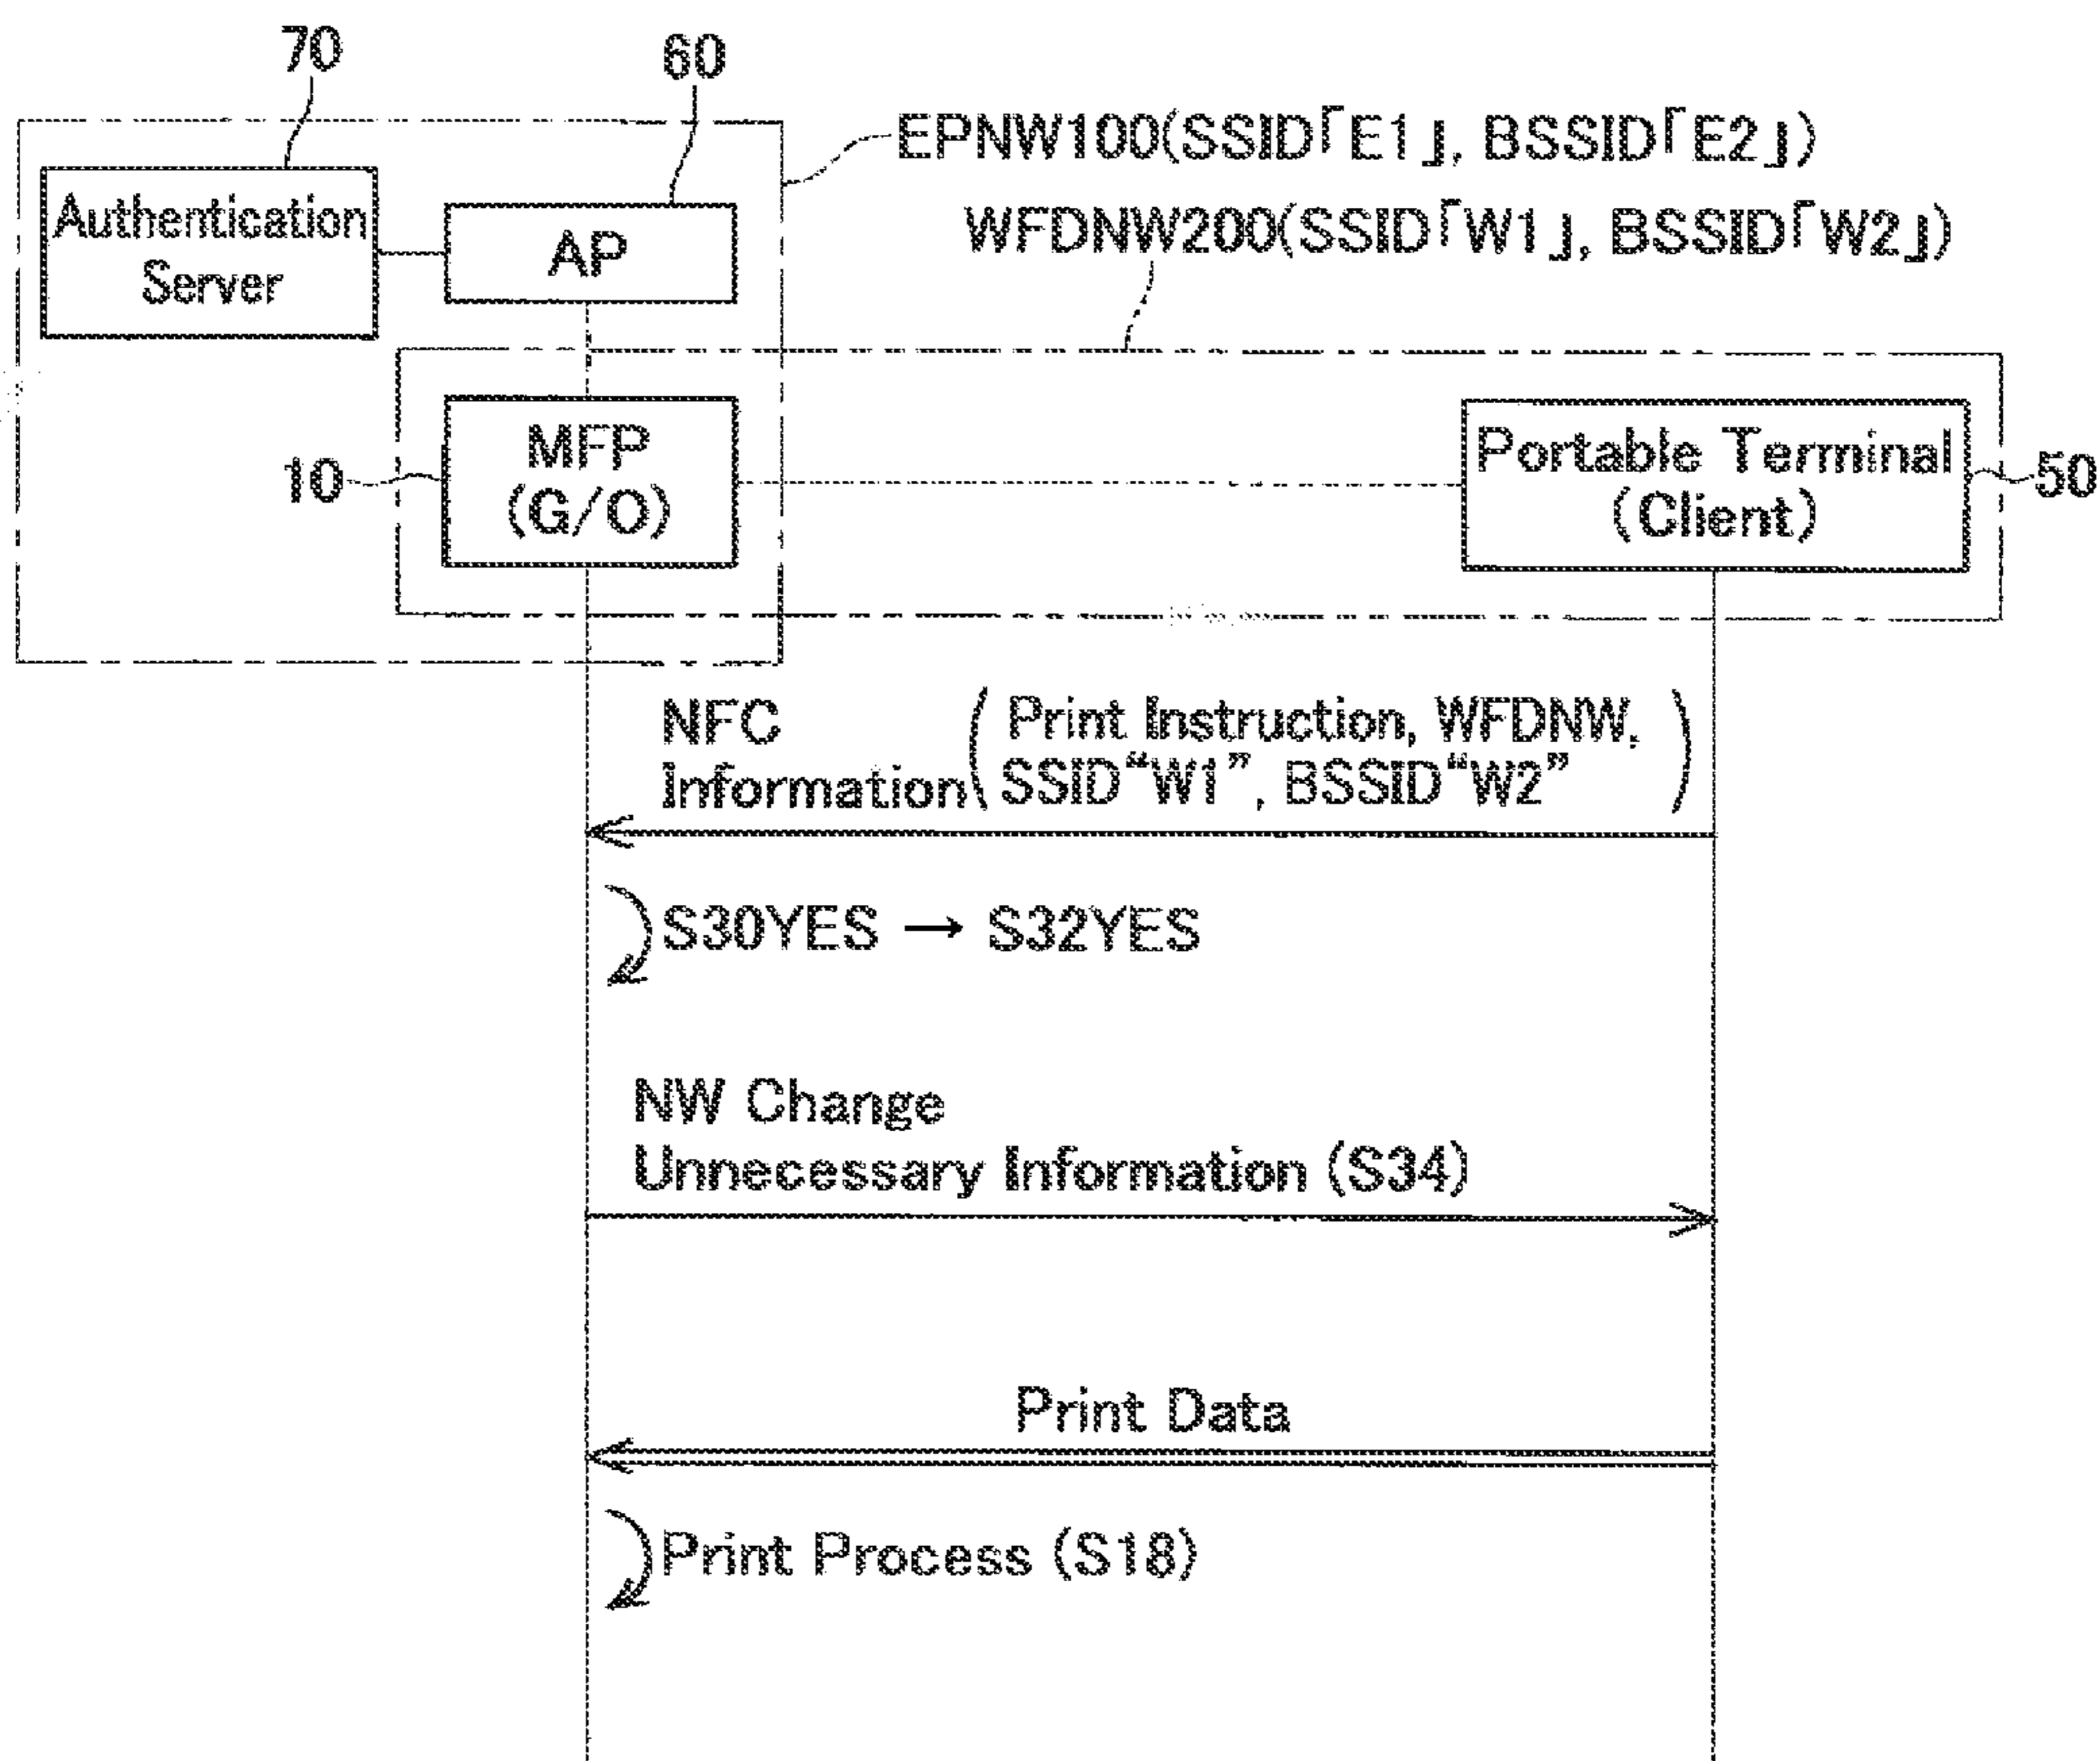 70
60
EPNW100(SSID「E1」, BSSID「E2」)
Authentication
Server
AP
WFDNW200(SSID「W1」, BSSID「W2」)
10
MFP
(G/O)
Portable Terminal
(Client)
50
NFC
Information
(Print Instruction, WFDNW,
SSID“W1”, BSSID“W2”)
S30YES → S32YES
NW Change
Unnecessary Information (S34)
Print Data
Print Process (S18)